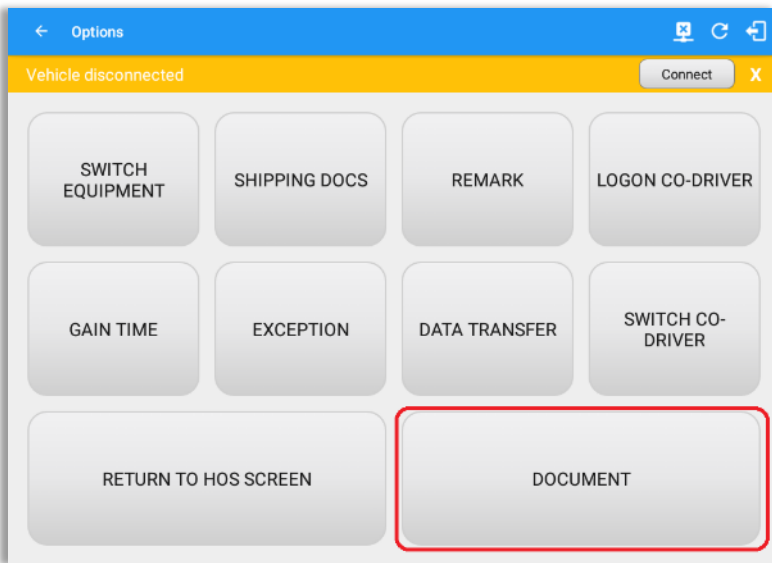 Options
Vehicle disconnected
Connect
X
SWITCH
EQUIPMENT
SHIPPING DOCS
REMARK
LOGON CO-DRIVER
GAIN TIME
EXCEPTION
DATA TRANSFER
SWITCH CO-
DRIVER
RETURN TO HOS SCREEN
DOCUMENT